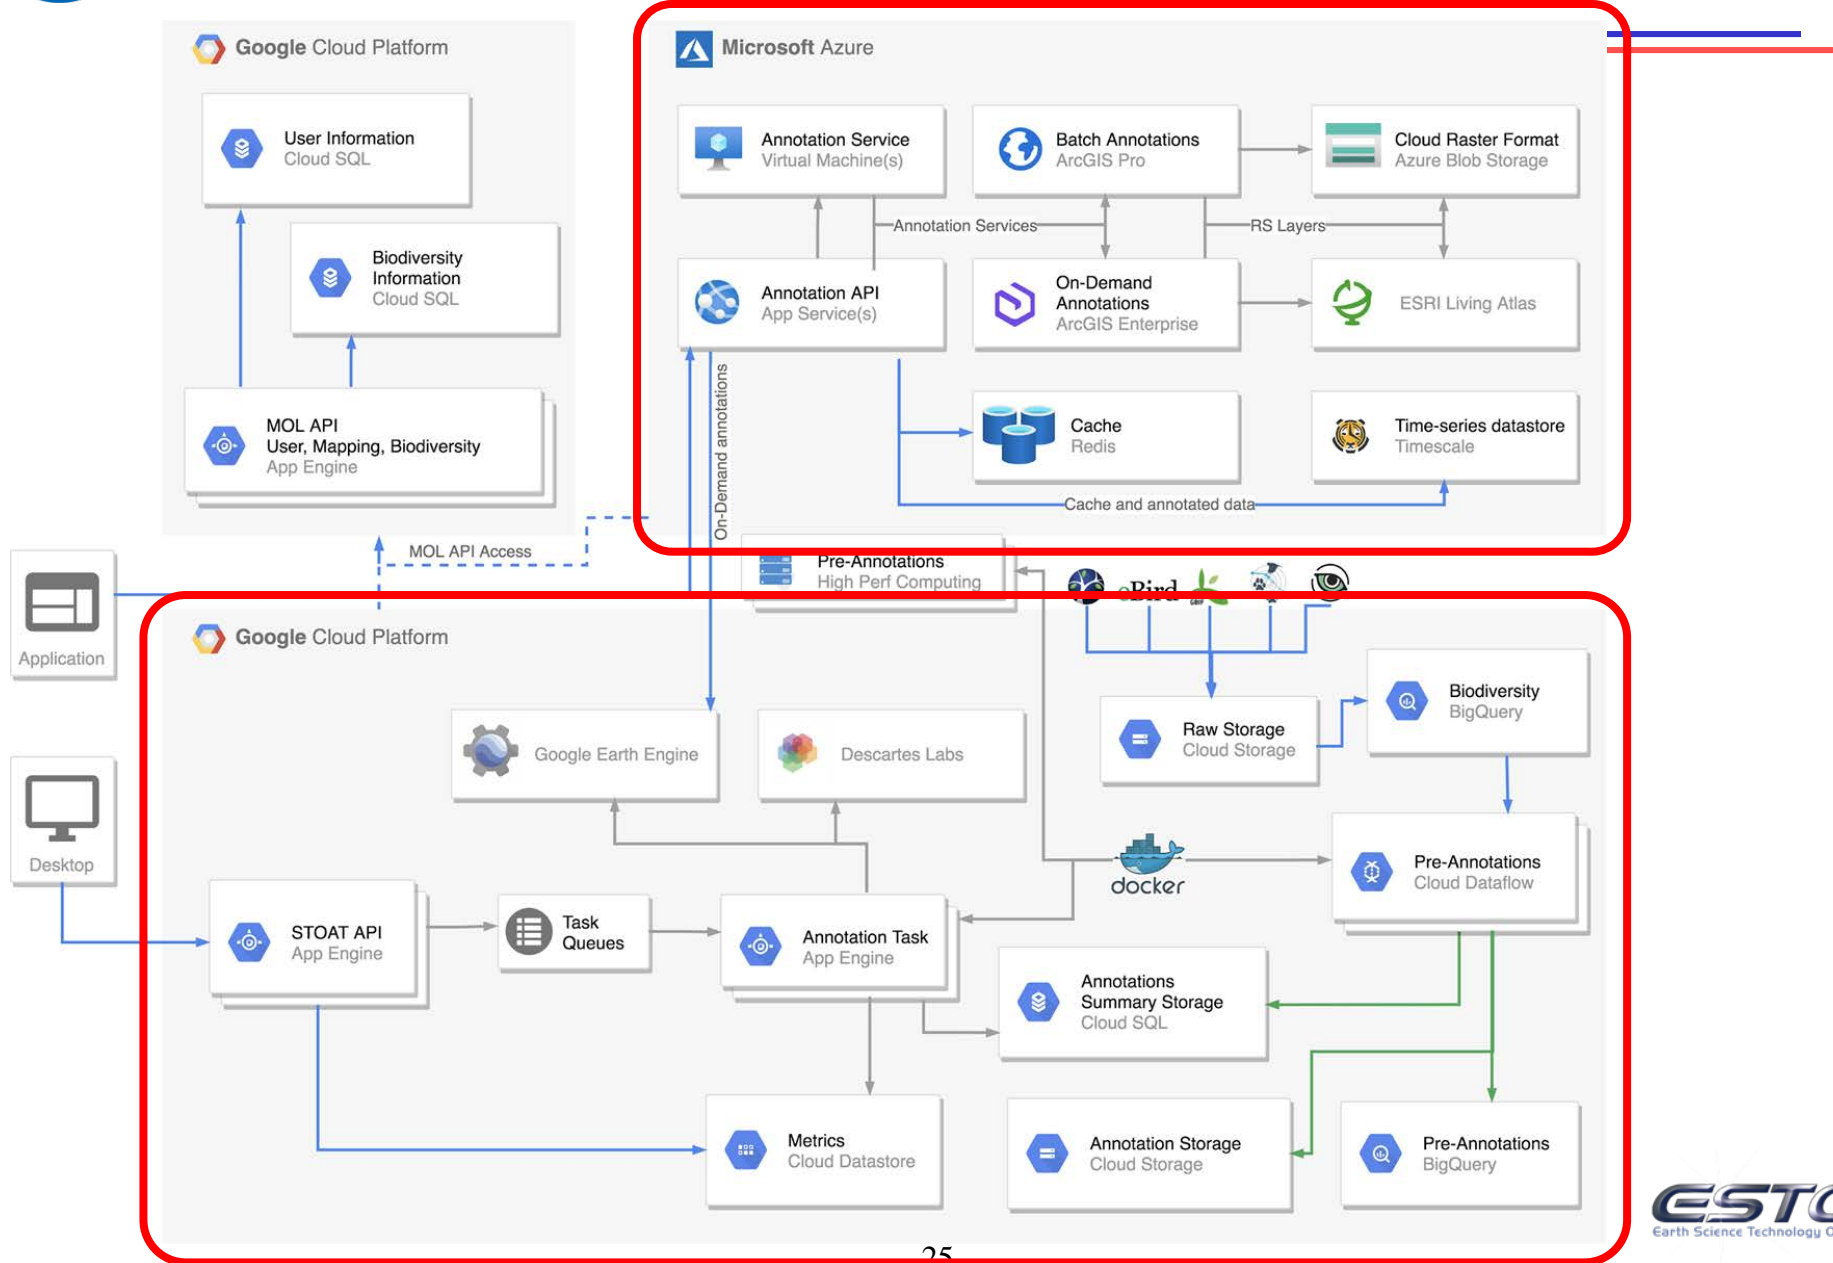 Google Cloud Platform
User Information
Cloud SQL
Biodiversity
Information
Cloud SQL
MOL API
User, Mapping, Biodiversity
App Engine
Microsoft Azure
Annotation Service
Virtual Machine(s)
Batch Annotations
ArcGIS Pro
Cloud Raster Format
Azure Blob Storage
Annotation Services
RS Layers
Annotation API
App Service(s)
On-Demand
Annotations
ArcGIS Enterprise
ESRI Living Atlas
On-Demand annotations
Cache
Redis
Time-series datastore
Timescale
Cache and annotated data
MOL API Access
Pre-Annotations
High Perf Computing
eBird
Application
Google Cloud Platform
Google Earth Engine
Descartes Labs
Raw Storage
Cloud Storage
Biodiversity
BigQuery
Desktop
docker
Pre-Annotations
Cloud Dataflow
STOAT API
App Engine
Task
Queues
Annotation Task
App Engine
Annotations
Summary Storage
Cloud SQL
Metrics
Cloud Datastore
Annotation Storage
Cloud Storage
Pre-Annotations
BigQuery
25
ESTO
Earth Science Technology O